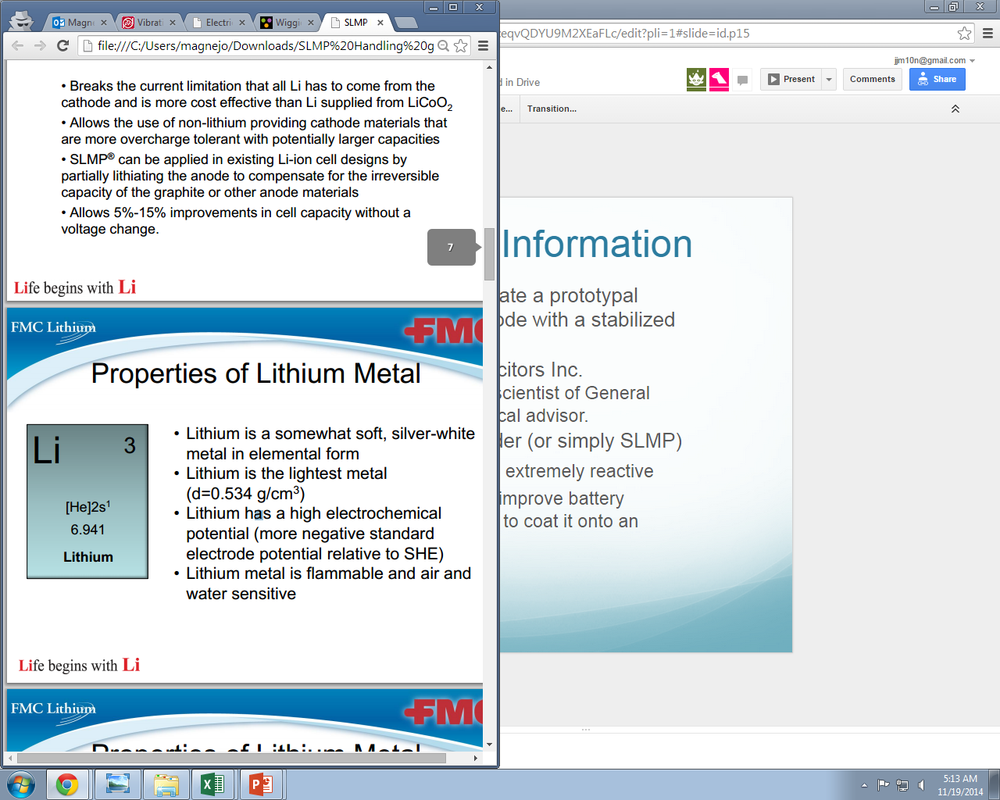 Magne
Vibrati
Electri
Wiggi
SLMP
file:///C:/Users/magnejo/Downloads/SLMP%20Handling%20g
• Breaks the current limitation that all Li has to come from the
cathode and is more cost effective than Li supplied from LiCoO2
• Allows the use of non-lithium providing cathode materials that
are more overcharge tolerant with potentially larger capacities
• SLMP® can be applied in existing Li-ion cell designs by
partially lithiating the anode to compensate for the irreversible
capacity of the graphite or other anode materials
• Allows 5%-15% improvements in cell capacity without a
voltage change.
7
Life begins with Li
FMC Lithium
FMC
Properties of Lithium Metal
Li 3
[He]2s1
6.941
Lithium
• Lithium is a somewhat soft, silver-white
metal in elemental form
• Lithium is the lightest metal
(d=0.534 g/cm3)
• Lithium has a high electrochemical
potential (more negative standard
electrode potential relative to SHE)
• Lithium metal is flammable and air and
water sensitive
Life begins with Li
FMC Lithium
FMC
Properties of Lithium Metal
eqvQDYU9M2XEaFLc/edit?pli=1#slide=id.p15
jjm10n@gmail.com
d in Drive
Present
Comments
Share
e...
Transition...
Information
ate a prototypal
ode with a stabilized
citors Inc.
scientist of General
cal advisor.
der (or simply SLMP)
extremely reactive
improve battery
to coat it onto an
5:13 AM
11/19/2014